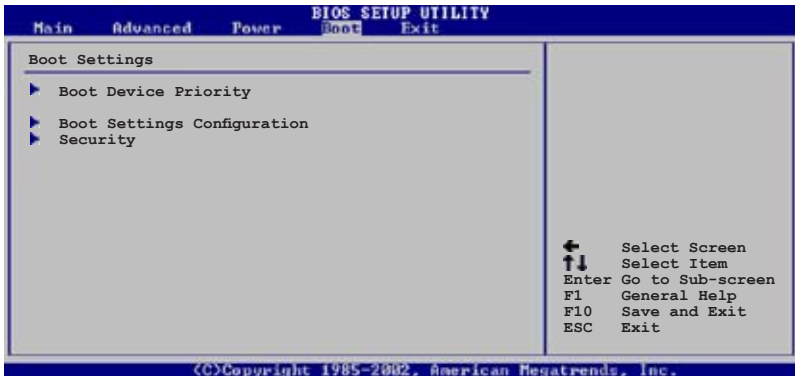 BIOS SETUP UTILITY
Main Advanced Power Boot Exit
Boot Settings
Boot Device Priority
Boot Settings Configuration
Security
← Select Screen
↑↓ Select Item
Enter Go to Sub-screen
F1 General Help
F10 Save and Exit
ESC Exit
(C)Copyright 1985-2002, American Megatrends, Inc.